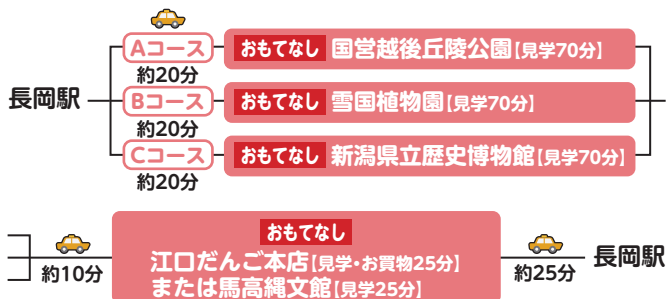 Aコース
おもてなし 国営越後丘陵公園【見学70分】
約20分
長岡駅
Bコース
おもてなし 雪国植物園【見学70分】
約20分
Cコース
おもてなし 新潟県立歴史博物館【見学70分】
約20分
おもてなし
約10分
江口だんご本店【見学・お買物25分】
または馬高縄文館【見学25分】
約25分
長岡駅